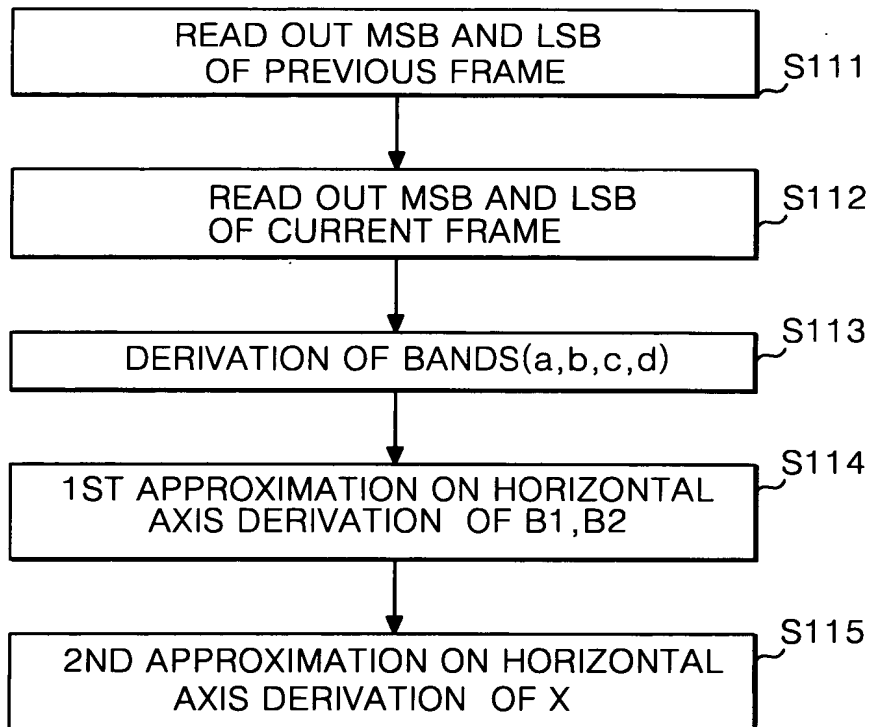 READ OUT MSB AND LSB
OF PREVIOUS FRAME
S111
READ OUT MSB AND LSB
OF CURRENT FRAME
S112
DERIVATION OF BANDS(a,b,c,d)
S113
1ST APPROXIMATION ON HORIZONTAL
AXIS DERIVATION OF B1,B2
S114
2ND APPROXIMATION ON HORIZONTAL
AXIS DERIVATION OF X
S115